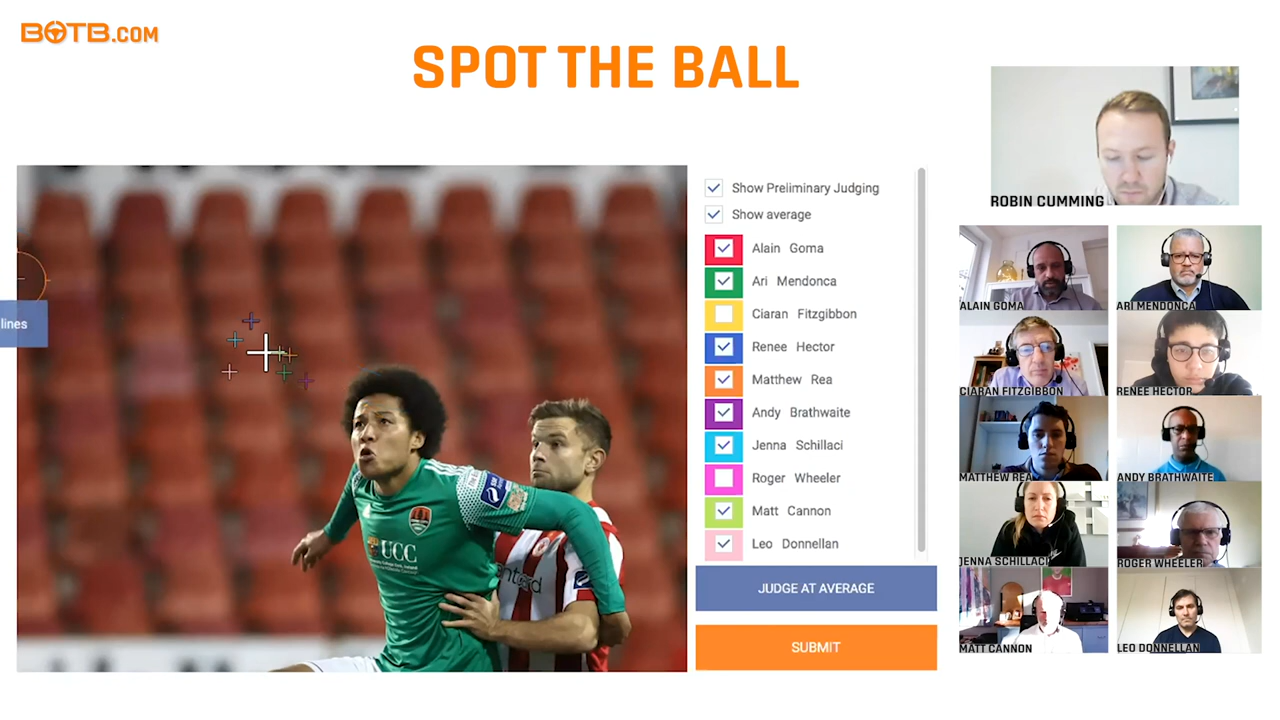 BOTB.COM
SPOT THE BALL
lines
UCC
Show Preliminary Judging
Show average
Alain Goma
Ari Mendonca
Ciaran Fitzgibbon
Renee Hector
Matthew Rea
Andy Brathwaite
Jenna Schillaci
Roger Wheeler
Matt Cannon
Leo Donnellan
JUDGE AT AVERAGE
SUBMIT
ROBIN CUMMING
ALAIN GOMA
ARI MENDONCA
CIARAN FITZGIBBON
RENEE HECTOR
MATTHEW REA
ANDY BRATHWAITE
JENNA SCHILLACI
ROGER WHEELER
MATT CANNON
LEO DONNELLAN